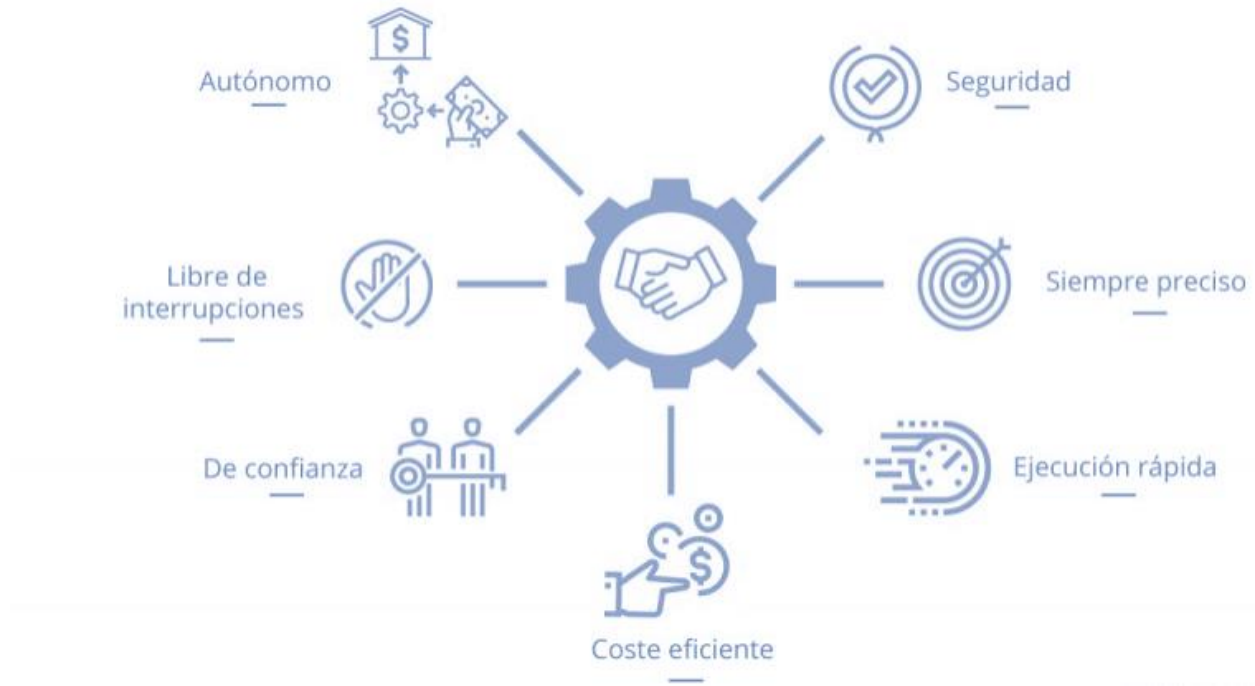 Autónomo
Seguridad
Libre de
interrupciones
Siempre preciso
De confianza
Ejecución rápida
Coste eficiente